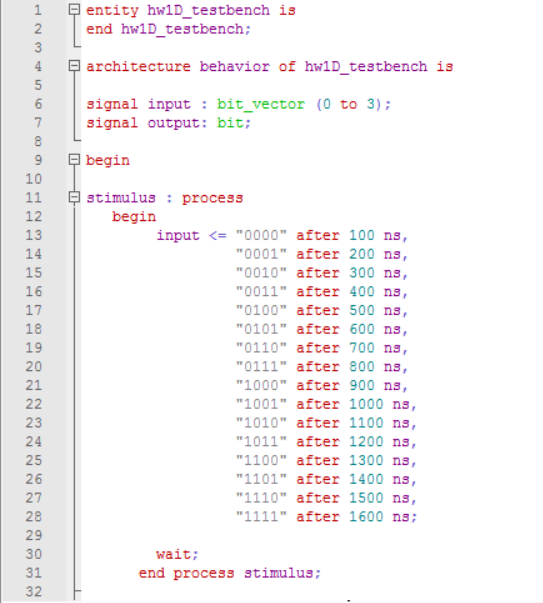 1 entity hw1D_testbench is
2 end hw1D_testbench;
3
4 architecture behavior of hw1D_testbench is
5
6 signal input : bit_vector (0 to 3);
7 signal output: bit;
8
9 begin
10
11 stimulus : process
12 begin
13 input <= "0000" after 100 ns,
14 "0001" after 200 ns,
15 "0010" after 300 ns,
16 "0011" after 400 ns,
17 "0100" after 500 ns,
18 "0101" after 600 ns,
19 "0110" after 700 ns,
20 "0111" after 800 ns,
21 "1000" after 900 ns,
22 "1001" after 1000 ns,
23 "1010" after 1100 ns,
24 "1011" after 1200 ns,
25 "1100" after 1300 ns,
26 "1101" after 1400 ns,
27 "1110" after 1500 ns,
28 "1111" after 1600 ns;
29
30 wait;
31 end process stimulus;
32